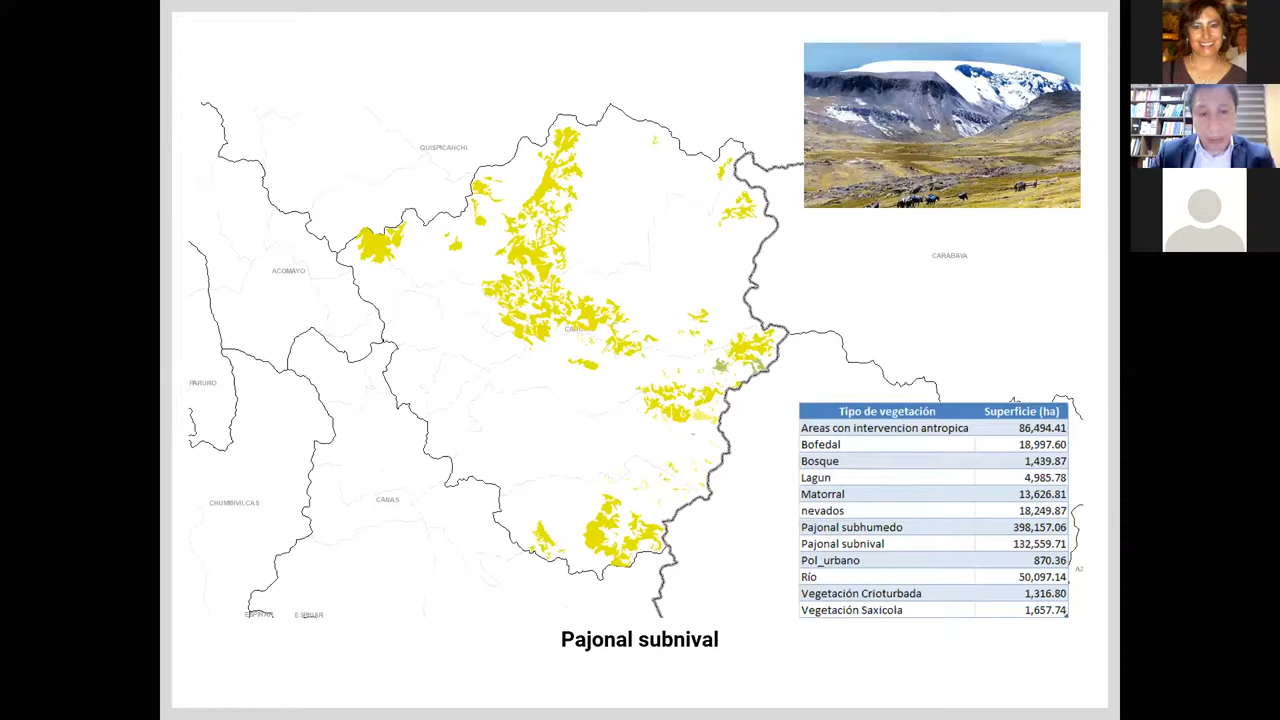 QUISPICANCHI
CARABAYA
ACOMAYO
PARURO
CHUMBIVILCAS
CANAS
ESPINAR
AZ
Tipo de vegetación Superficie (ha)
Areas con intervencion antropica 86,494.41
Bofedal 18,997.60
Bosque 1,439.87
Lagun 4,985.78
Matorral 13,626.81
nevados 18,249.87
Pajonal subhumedo 398,157.06
Pajonal subnival 132,559.71
Pol_urbano 870.36
Río 50,097.14
Vegetación Crioturbada 1,316.80
Vegetación Saxicola 1,657.74
Pajonal subnival